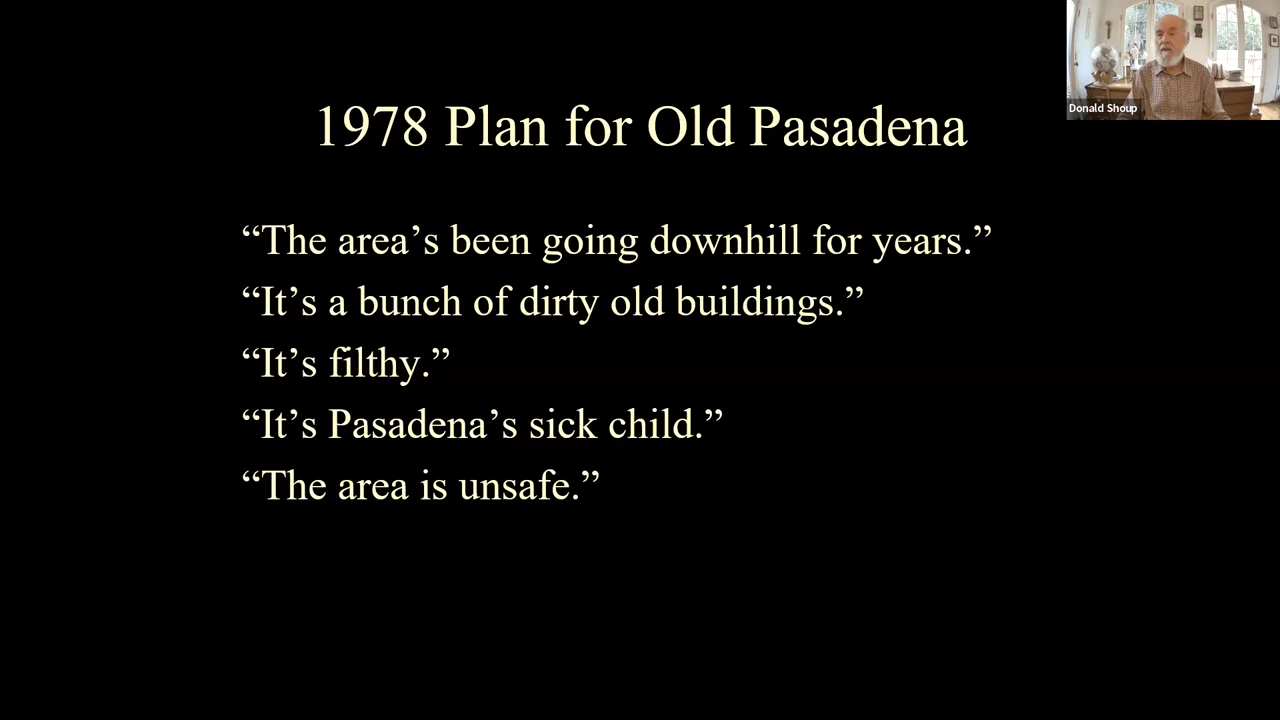 Donald Shoup
1978 Plan for Old Pasadena
“The area’s been going downhill for years.”
“It’s a bunch of dirty old buildings.”
“It’s filthy.”
“It’s Pasadena’s sick child.”
“The area is unsafe.”